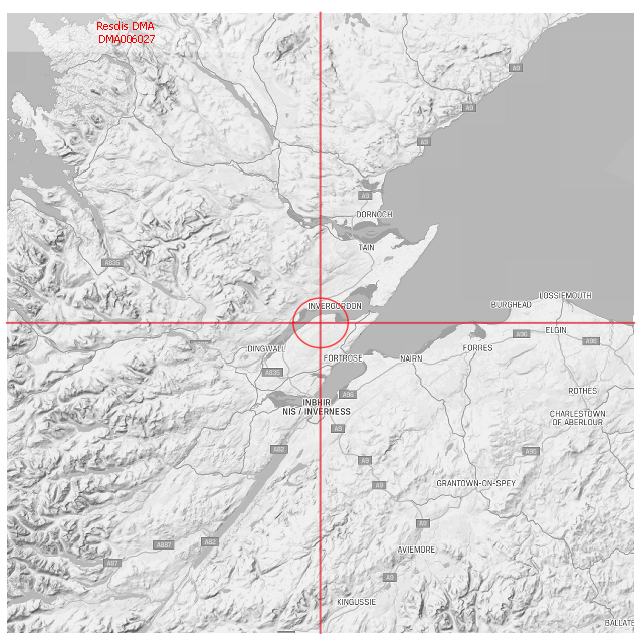 Resolis DMA
DMA006027
A9
A9
A9
A9
DORNOCH
TAIN
A835
INVERGORDON
LOSSIEMOUTH
BURGHEAD
ELGIN
A96
A96
DINGWALL
FORTROSE
NAIRN
FORRES
A835
ROTHES
A96
INBHIR
NIS / INVERNESS
CHARLESTOWN
OF ABERLOUR
A9
A82
A95
A9
A9
GRANTOWN-ON-SPEY
A9
A887
A82
AVIEMORE
A87
A9
KINGUSSIE
BALLATE